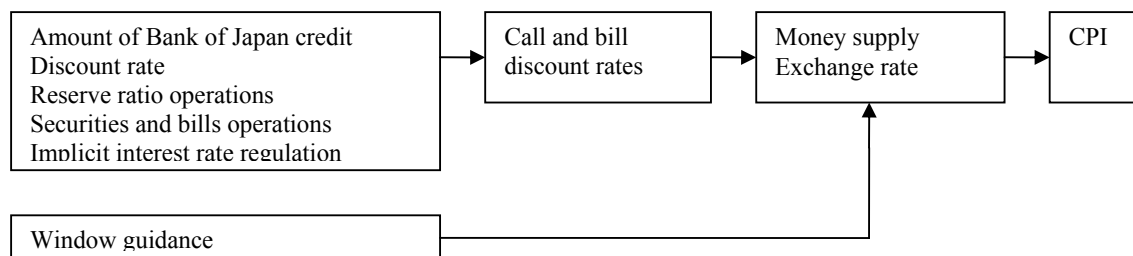 Amount of Bank of Japan credit
Discount rate
Reserve ratio operations
Securities and bills operations
Implicit interest rate regulation
Call and bill
discount rates
Money supply
Exchange rate
CPI
Window guidance